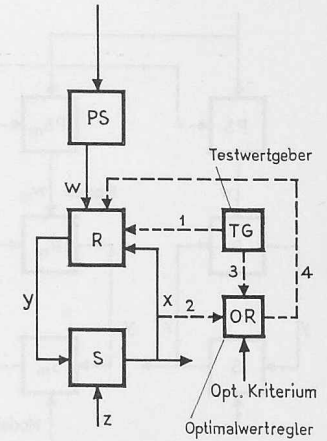 PS
Testwertgeber
w
1
R
TG
3
4
y
x
2
OR
S
Opt. Kriterium
z
Optimalwertregler